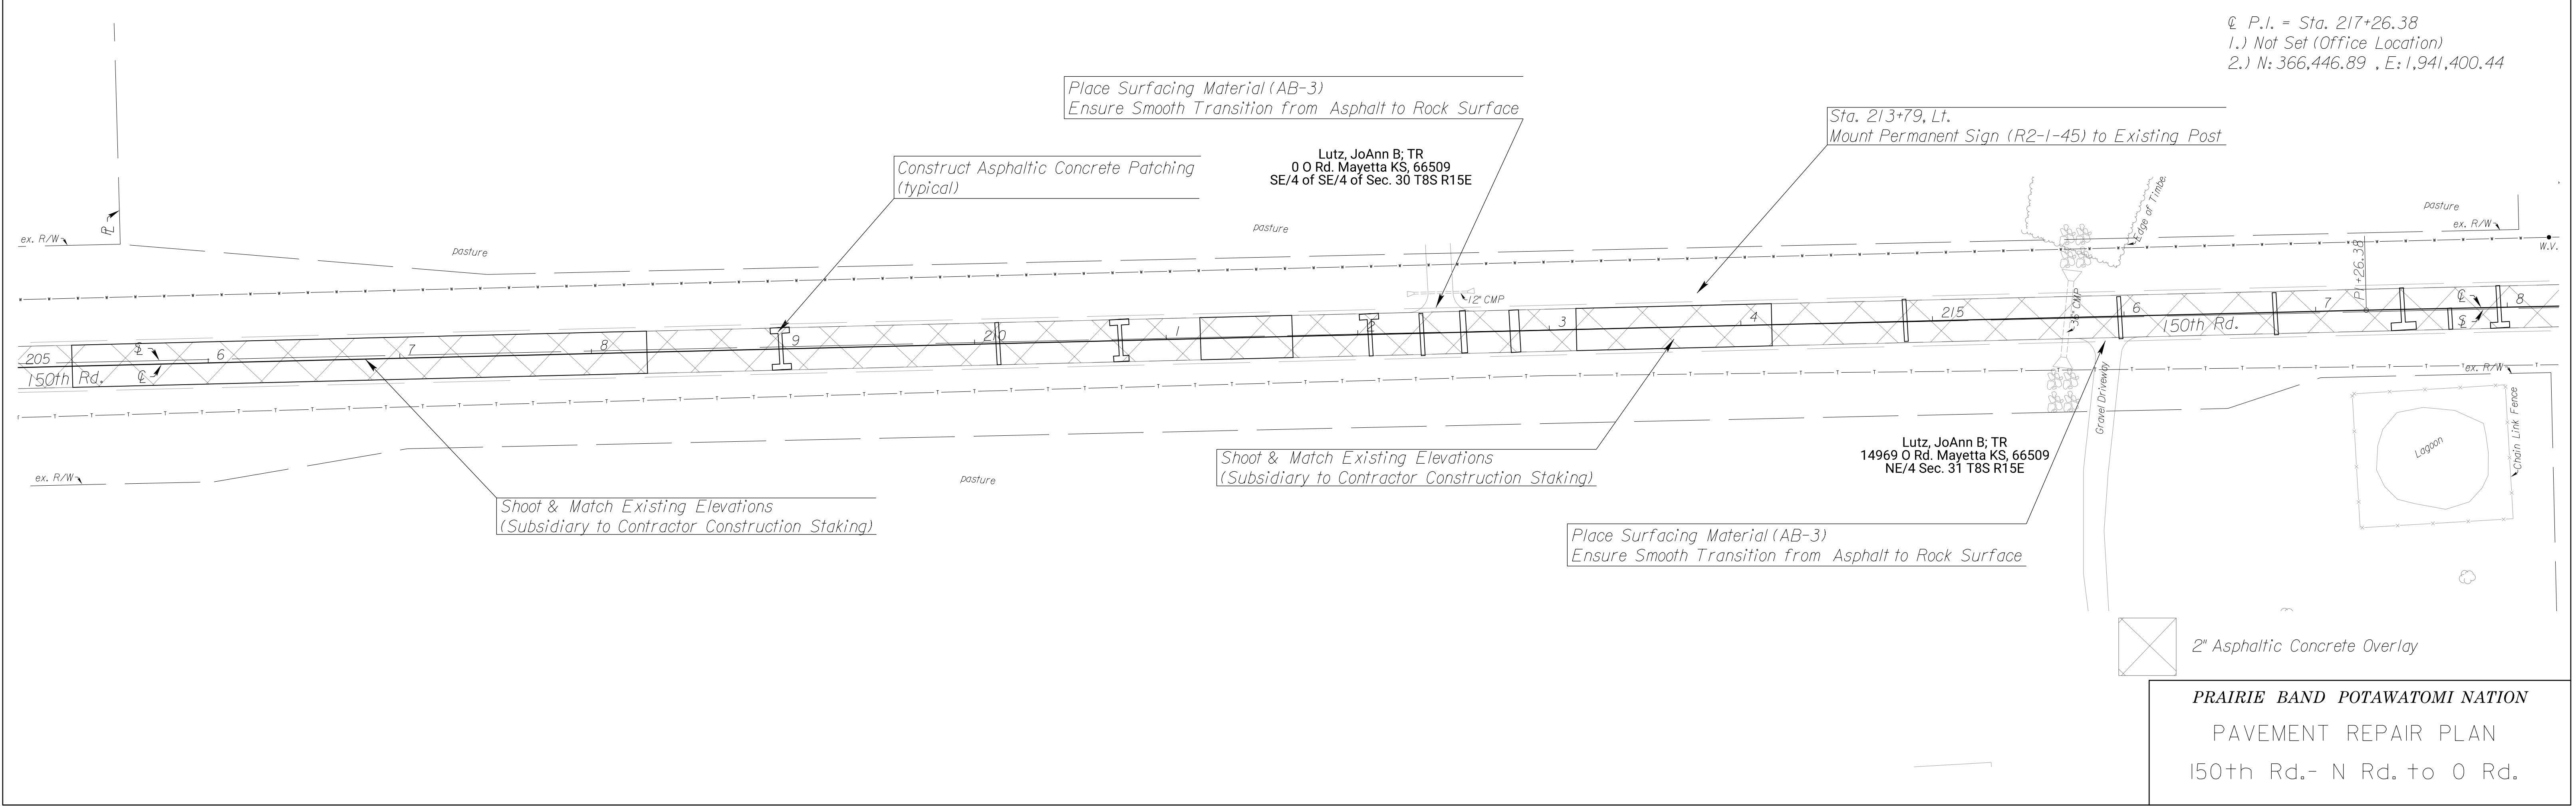 ℄ P.I. = Sta. 217+26.38
1.) Not Set (Office Location)
2.) N: 366,446.89 , E: 1,941,400.44
Place Surfacing Material (AB-3)
Ensure Smooth Transition from Asphalt to Rock Surface
Sta. 213+79, Lt.
Mount Permanent Sign (R2-1-45) to Existing Post
Construct Asphaltic Concrete Patching
(typical)
Lutz, JoAnn B; TR
0 O Rd. Mayetta KS, 66509
SE/4 of SE/4 of Sec. 30 T8S R15E
Edge of Timbe
pasture
ex. R/W
W.V.
PL
ex. R/W
pasture
pasture
PI +26.38
12" CMP
36" CMP
205
6
7
8
9
210
1
2
3
4
215
6
7
8
℄
℄
℄
℄
150th Rd.
150th Rd.
ex. R/W
Gravel Driveway
Chain Link Fence
Lagoon
Lutz, JoAnn B; TR
14969 O Rd. Mayetta KS, 66509
NE/4 Sec. 31 T8S R15E
Shoot & Match Existing Elevations
(Subsidiary to Contractor Construction Staking)
ex. R/W
pasture
Shoot & Match Existing Elevations
(Subsidiary to Contractor Construction Staking)
Place Surfacing Material (AB-3)
Ensure Smooth Transition from Asphalt to Rock Surface
2" Asphaltic Concrete Overlay
PRAIRIE BAND POTAWATOMI NATION
PAVEMENT REPAIR PLAN
150th Rd.- N Rd. to O Rd.